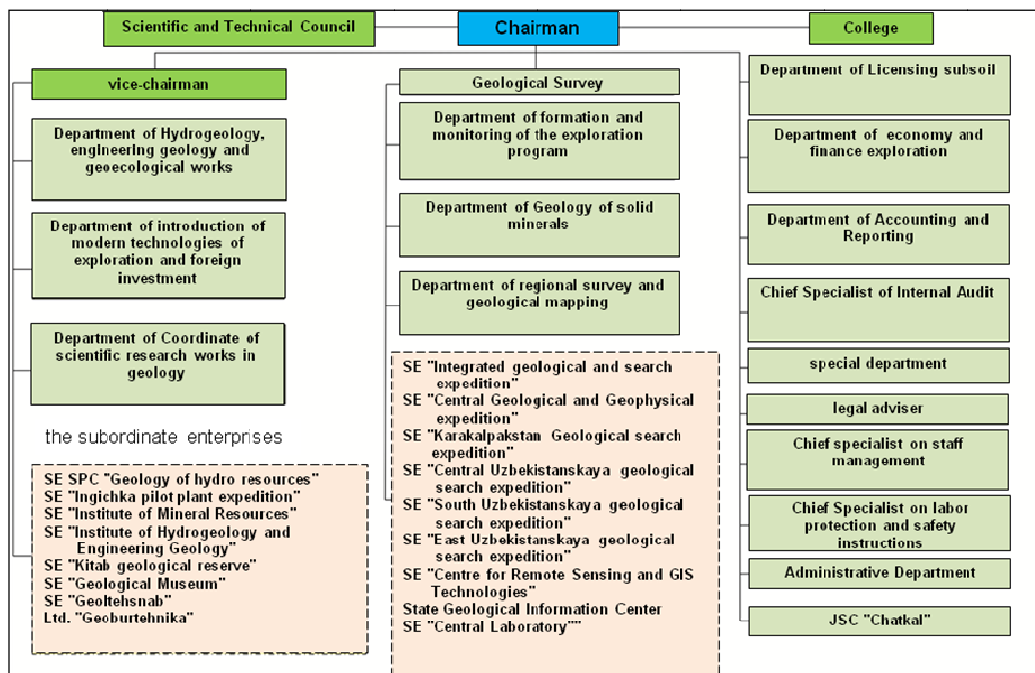 Scientific and Technical Council
Chairman
College
vice-chairman
Department of Hydrogeology,
engineering geology and
geoecological works
Department of introduction of
modern technologies of
exploration and foreign
investment
Department of Coordinate of
scientific research works in
geology
the subordinate enterprises
SE SPC "Geology of hydro resources"
SE "Ingichka pilot plant expedition"
SE "Institute of Mineral Resources"
SE "Institute of Hydrogeology and
Engineering Geology"
SE "Kitab geological reserve"
SE "Geological Museum"
SE "Geoltehsnab"
Ltd. "Geoburtehnika"
Geological Survey
Department of formation and
monitoring of the exploration
program
Department of Geology of solid
minerals
Department of regional survey and
geological mapping
SE "Integrated geological and search
expedition"
SE "Central Geological and Geophysical
expedition"
SE "Karakalpakstan Geological search
expedition"
SE "Central Uzbekistanskaya geological
search expedition"
SE "South Uzbekistanskaya geological
search expedition"
SE "East Uzbekistanskaya geological
search expedition"
SE "Centre for Remote Sensing and GIS
Technologies"
State Geological Information Center
SE "Central Laboratory""
Department of Licensing subsoil
Department of economy and
finance exploration
Department of Accounting and
Reporting
Chief Specialist of Internal Audit
special department
legal adviser
Chief specialist on staff
management
Chief Specialist on labor
protection and safety
instructions
Administrative Department
JSC "Chatkal"